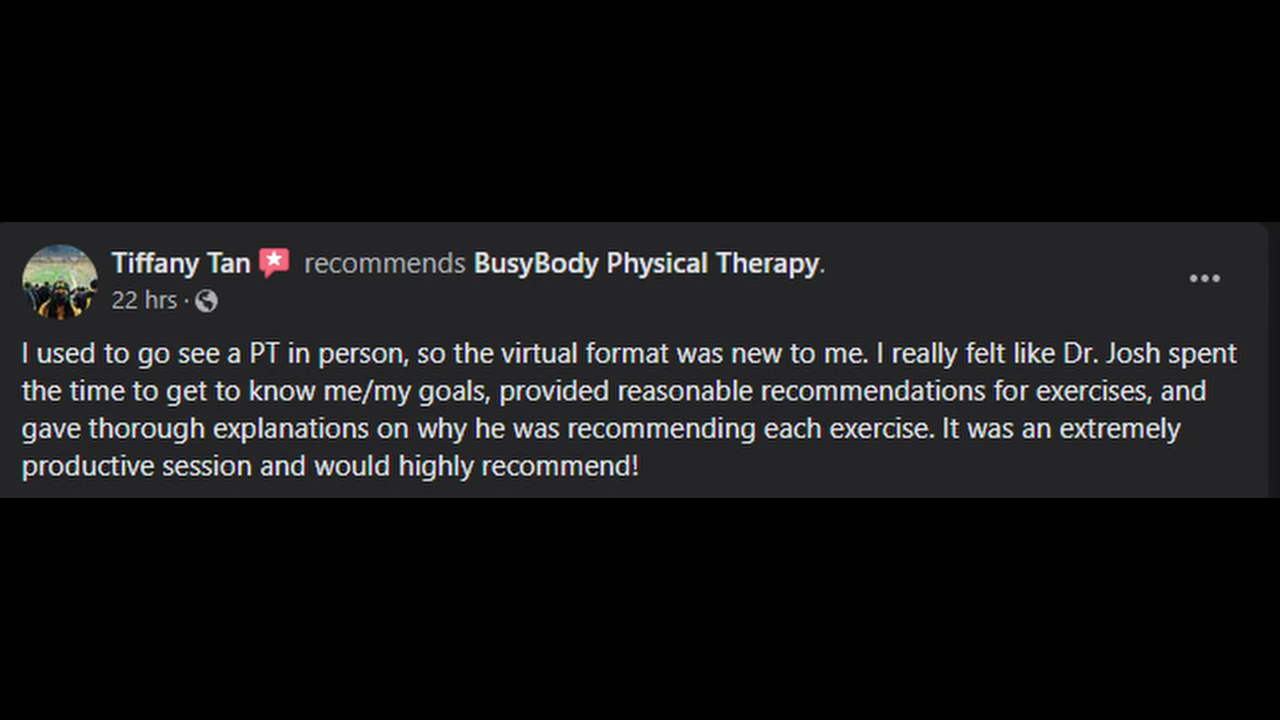 Tiffany Tan recommends BusyBody Physical Therapy.
22 hrs ·
I used to go see a PT in person, so the virtual format was new to me. I really felt like Dr. Josh spent
the time to get to know me/my goals, provided reasonable recommendations for exercises, and
gave thorough explanations on why he was recommending each exercise. It was an extremely
productive session and would highly recommend!